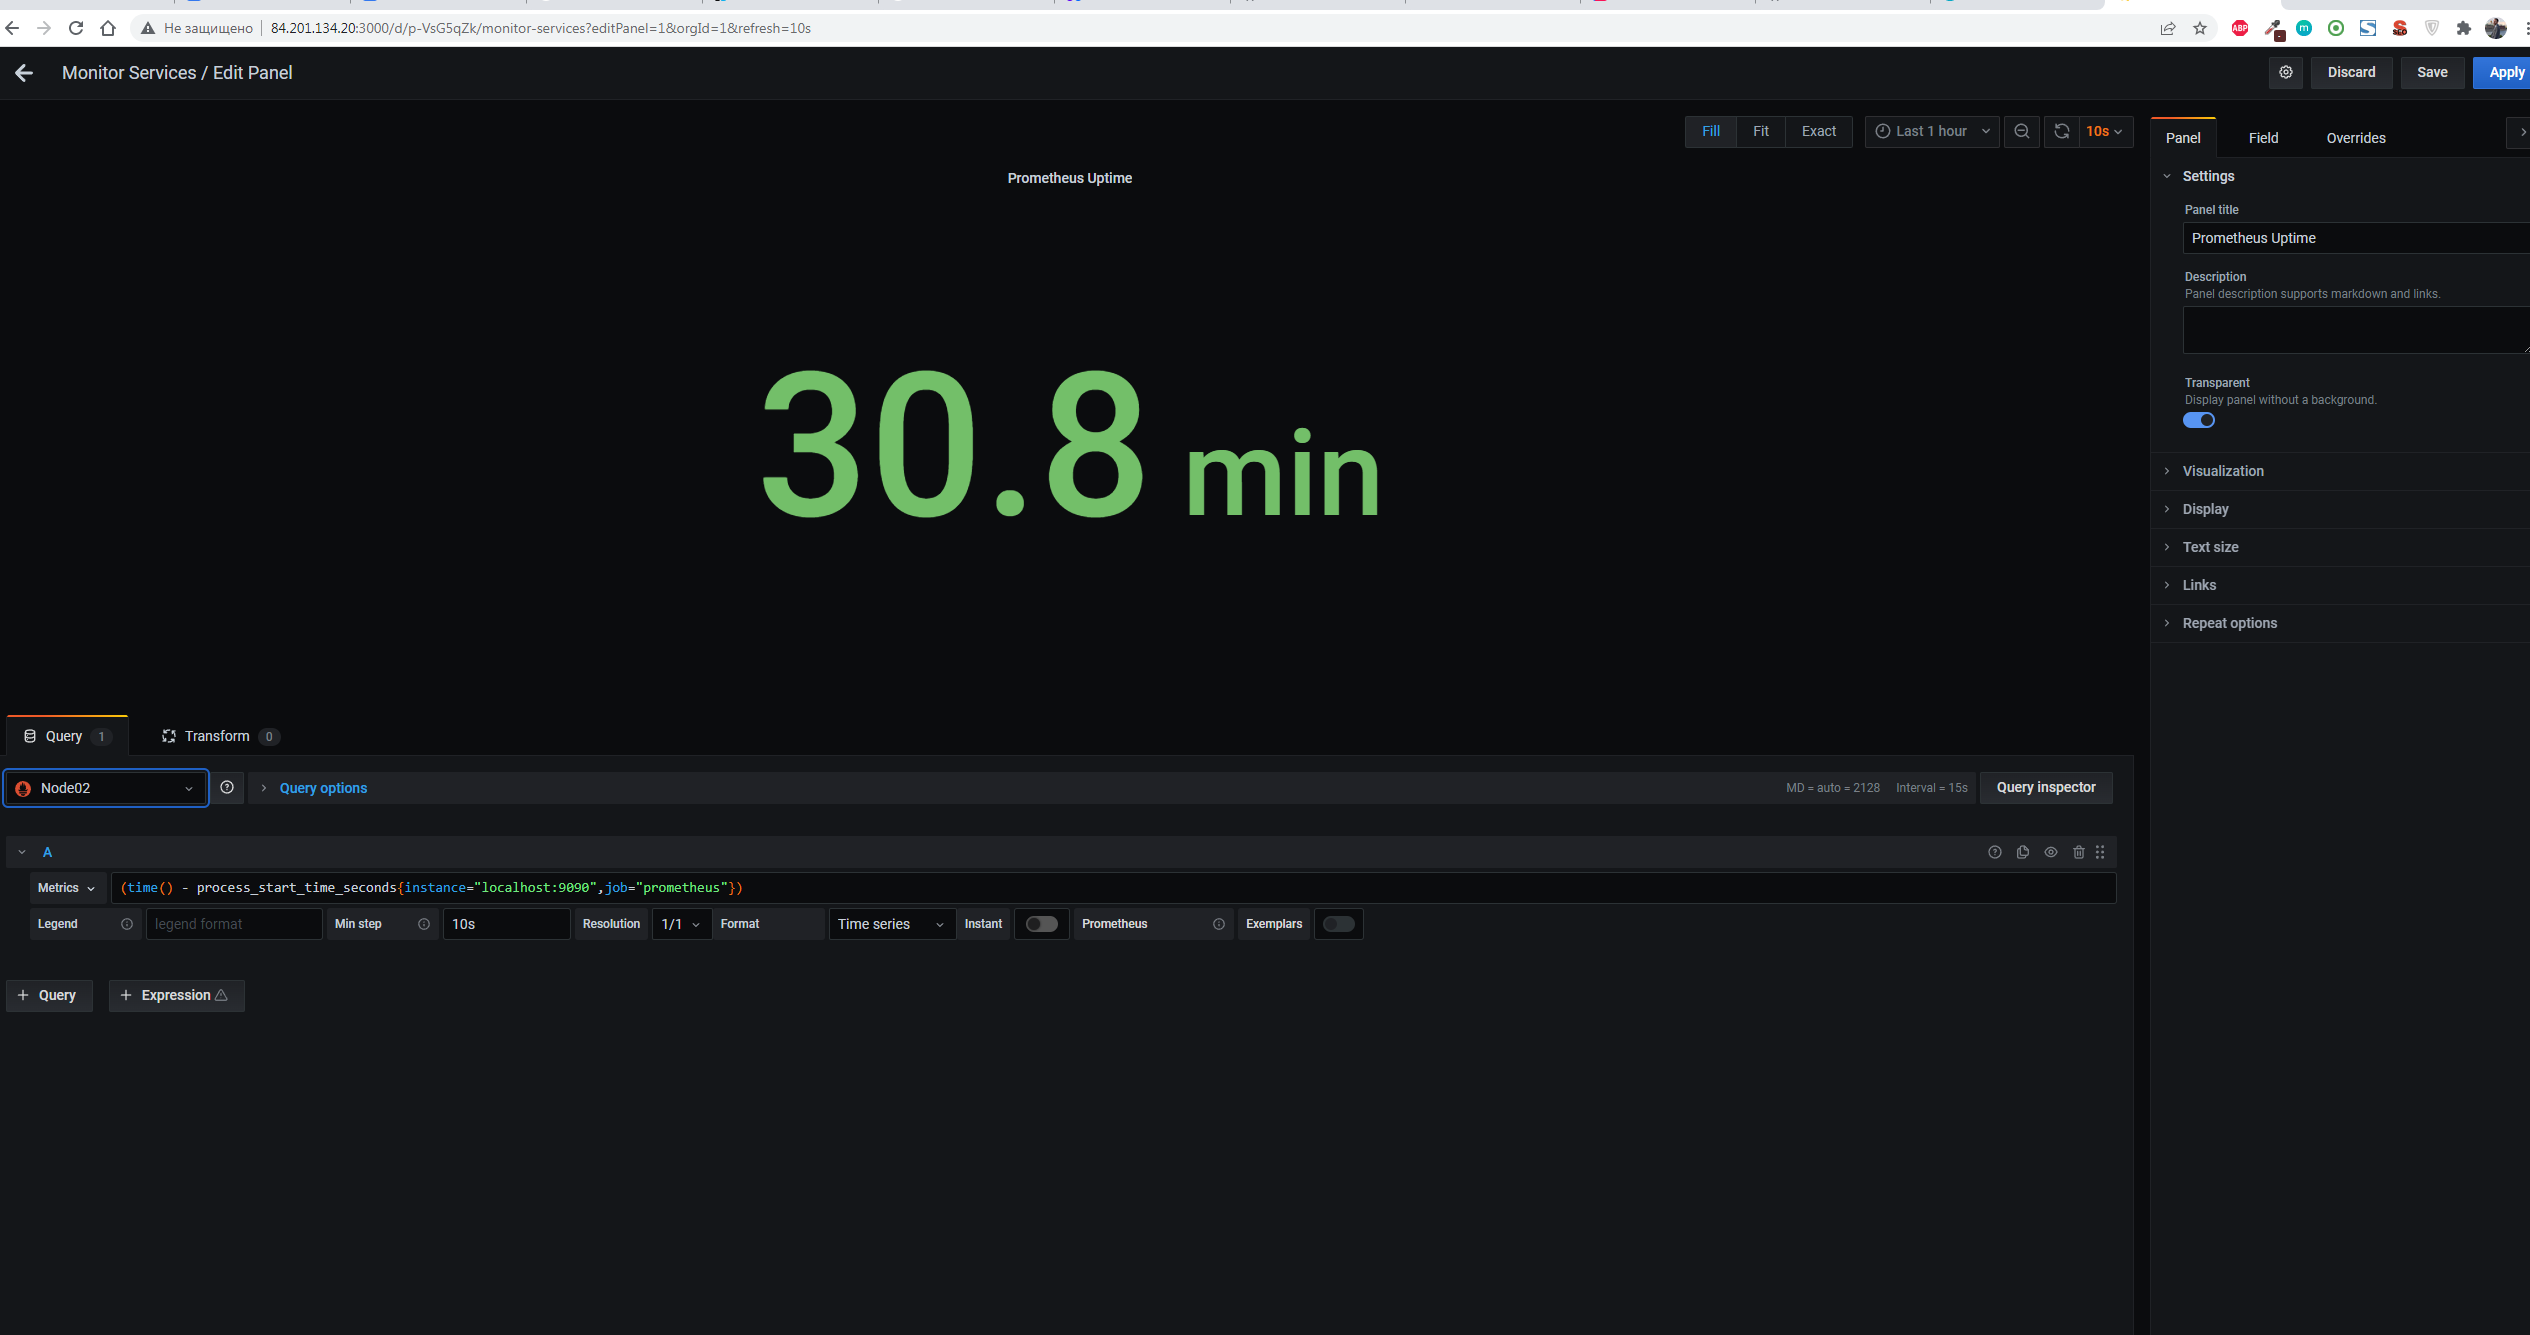 Не защищено 84.201.134.20:3000/d/p-VsG5qZk/monitor-services?editPanel=1&orgId=1&refresh=10s ABP m SEO
Monitor Services / Edit Panel Discard Save Apply
Fill Fit Exact Last 1 hour 10s
Panel Field Overrides
Prometheus Uptime
Settings
Panel title
Prometheus Uptime
Description
Panel description supports markdown and links.
Transparent
Display panel without a background.
30.8 min
Visualization
Display
Text size
Links
Repeat options
Query 1 Transform 0
Node02 Query options MD = auto = 2128 Interval = 15s Query inspector
A
Metrics (time() - process_start_time_seconds{instance="localhost:9090",job="prometheus"})
Legend legend format Min step 10s Resolution 1/1 Format Time series Instant Prometheus Exemplars
+ Query + Expression